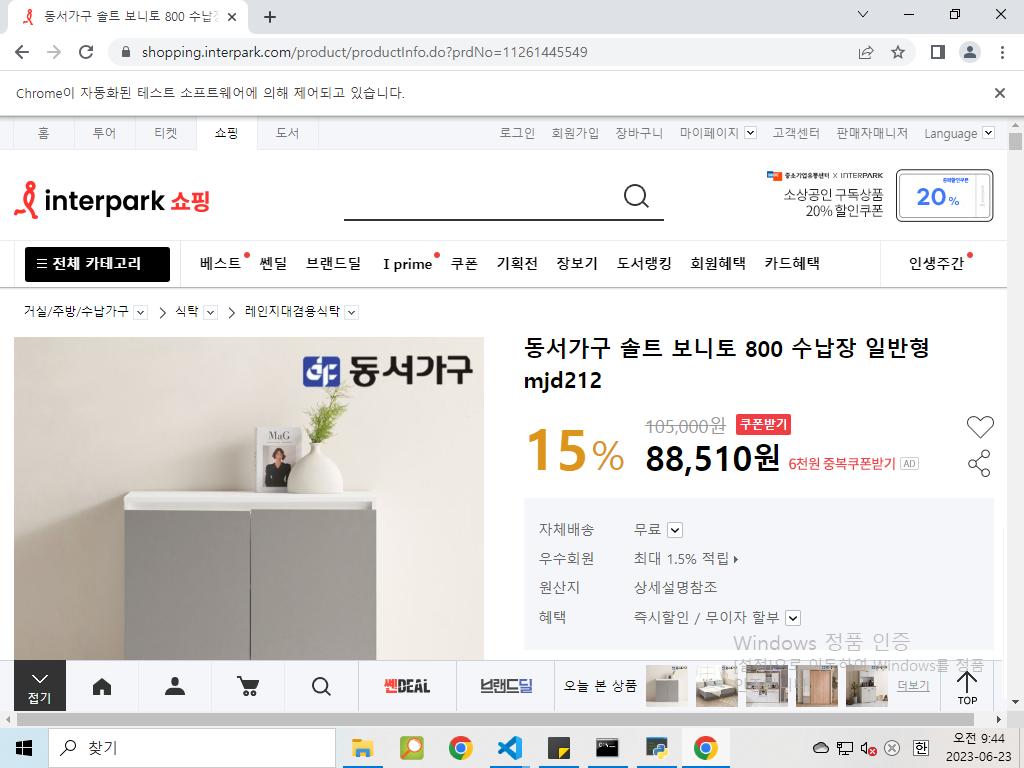 동서가구 솔트 보니토 800 수납장
shopping.interpark.com/product/productInfo.do?prdNo=11261445549
Chrome이 자동화된 테스트 소프트웨어에 의해 제어되고 있습니다.
홈 투어 티켓 쇼핑 도서 로그인 회원가입 장바구니 마이페이지 고객센터 판매자매니저 Language
interpark 쇼핑
중소기업유통센터 X INTERPARK
소상공인 구독상품
20% 할인쿠폰
20%
전체 카테고리 베스트 쎈딜 브랜드딜 I prime 쿠폰 기획전 장보기 도서랭킹 회원혜택 카드혜택 인생주간
거실/주방/수납가구 식탁 레인지대겸용식탁
동서가구
MaG
동서가구 솔트 보니토 800 수납장 일반형
mjd212
15% 105,000원 쿠폰받기
88,510원 6천원 중복쿠폰받기 AD
자체배송 무료
우수회원 최대 1.5% 적립
원산지 상세설명참조
혜택 즉시할인 / 무이자 할부
Windows 정품 인증
[설정]으로 이동하여 Windows를 정품
접기 쎈DEAL 브랜드딜 오늘 본 상품 더보기 TOP
찾기
한
오전 9:44
2023-06-23